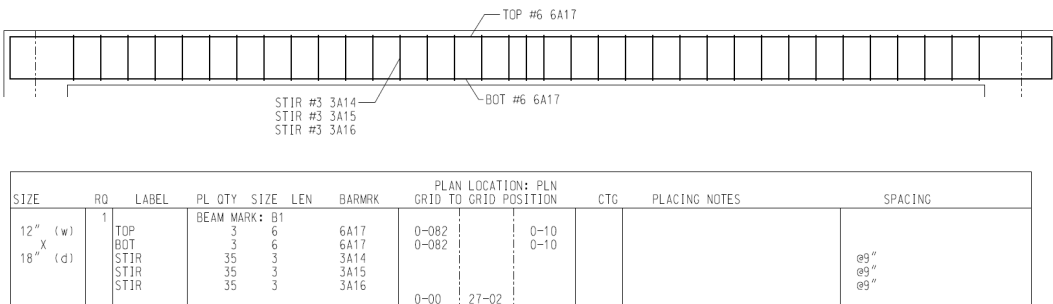 TOP #6 6A17
STIR #3 3A14
STIR #3 3A15
STIR #3 3A16
BOT #6 6A17
PLAN LOCATION: PLN
SIZE RQ LABEL PL QTY SIZE LEN BARMRK GRID TO GRID POSITION CTG PLACING NOTES SPACING
1 BEAM MARK: B1
12" (w) TOP 3 6 6A17 0-082 0-10
X BOT 3 6 6A17 0-082 0-10
18" (d) STIR 35 3 3A14 @9"
STIR 35 3 3A15 @9"
STIR 35 3 3A16 @9"
0-00 27-02